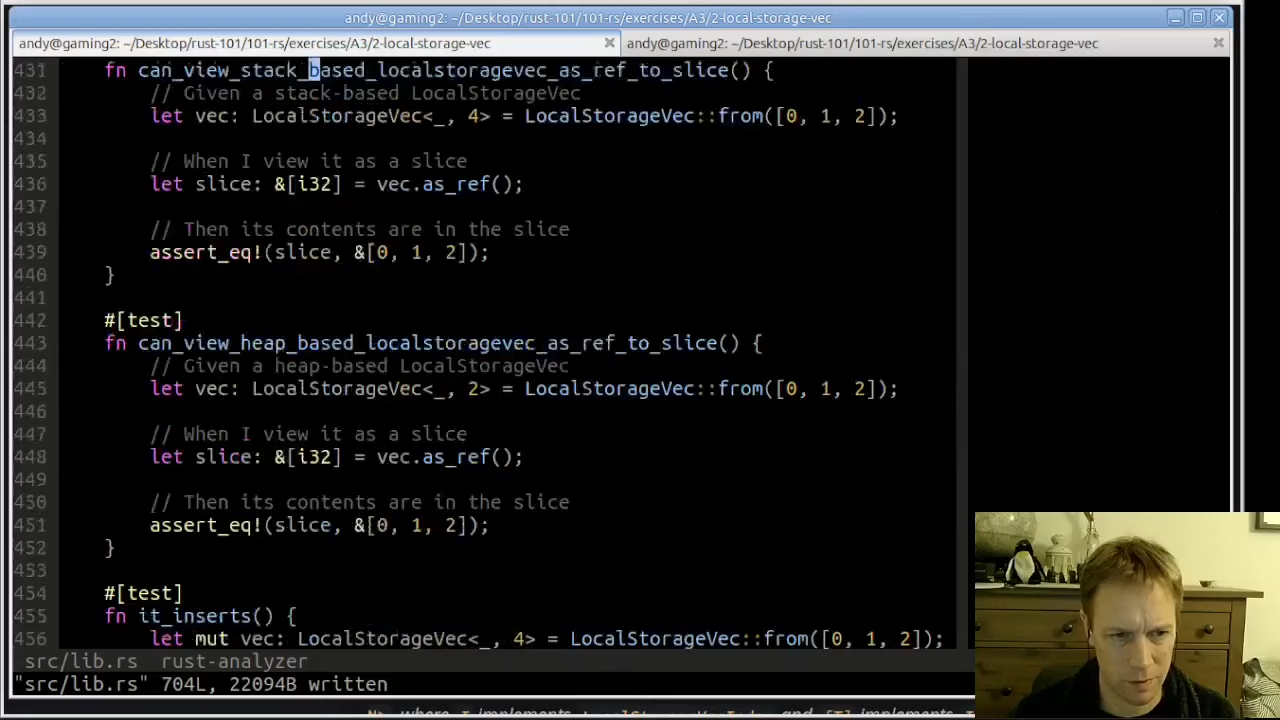 andy@gaming2: ~/Desktop/rust-101/101-rs/exercises/A3/2-local-storage-vec
andy@gaming2: ~/Desktop/rust-101/101-rs/exercises/A3/2-local-storage-vec
andy@gaming2: ~/Desktop/rust-101/101-rs/exercises/A3/2-local-storage-vec
431     fn can_view_stack_based_localstoragevec_as_ref_to_slice() {
432         // Given a stack-based LocalStorageVec
433         let vec: LocalStorageVec<_, 4> = LocalStorageVec::from([0, 1, 2]);
434
435         // When I view it as a slice
436         let slice: &[i32] = vec.as_ref();
437
438         // Then its contents are in the slice
439         assert_eq!(slice, &[0, 1, 2]);
440     }
441
442     #[test]
443     fn can_view_heap_based_localstoragevec_as_ref_to_slice() {
444         // Given a heap-based LocalStorageVec
445         let vec: LocalStorageVec<_, 2> = LocalStorageVec::from([0, 1, 2]);
446
447         // When I view it as a slice
448         let slice: &[i32] = vec.as_ref();
449
450         // Then its contents are in the slice
451         assert_eq!(slice, &[0, 1, 2]);
452     }
453
454     #[test]
455     fn it_inserts() {
456         let mut vec: LocalStorageVec<_, 4> = LocalStorageVec::from([0, 1, 2]);
src/lib.rs  rust-analyzer
"src/lib.rs" 704L, 22094B written